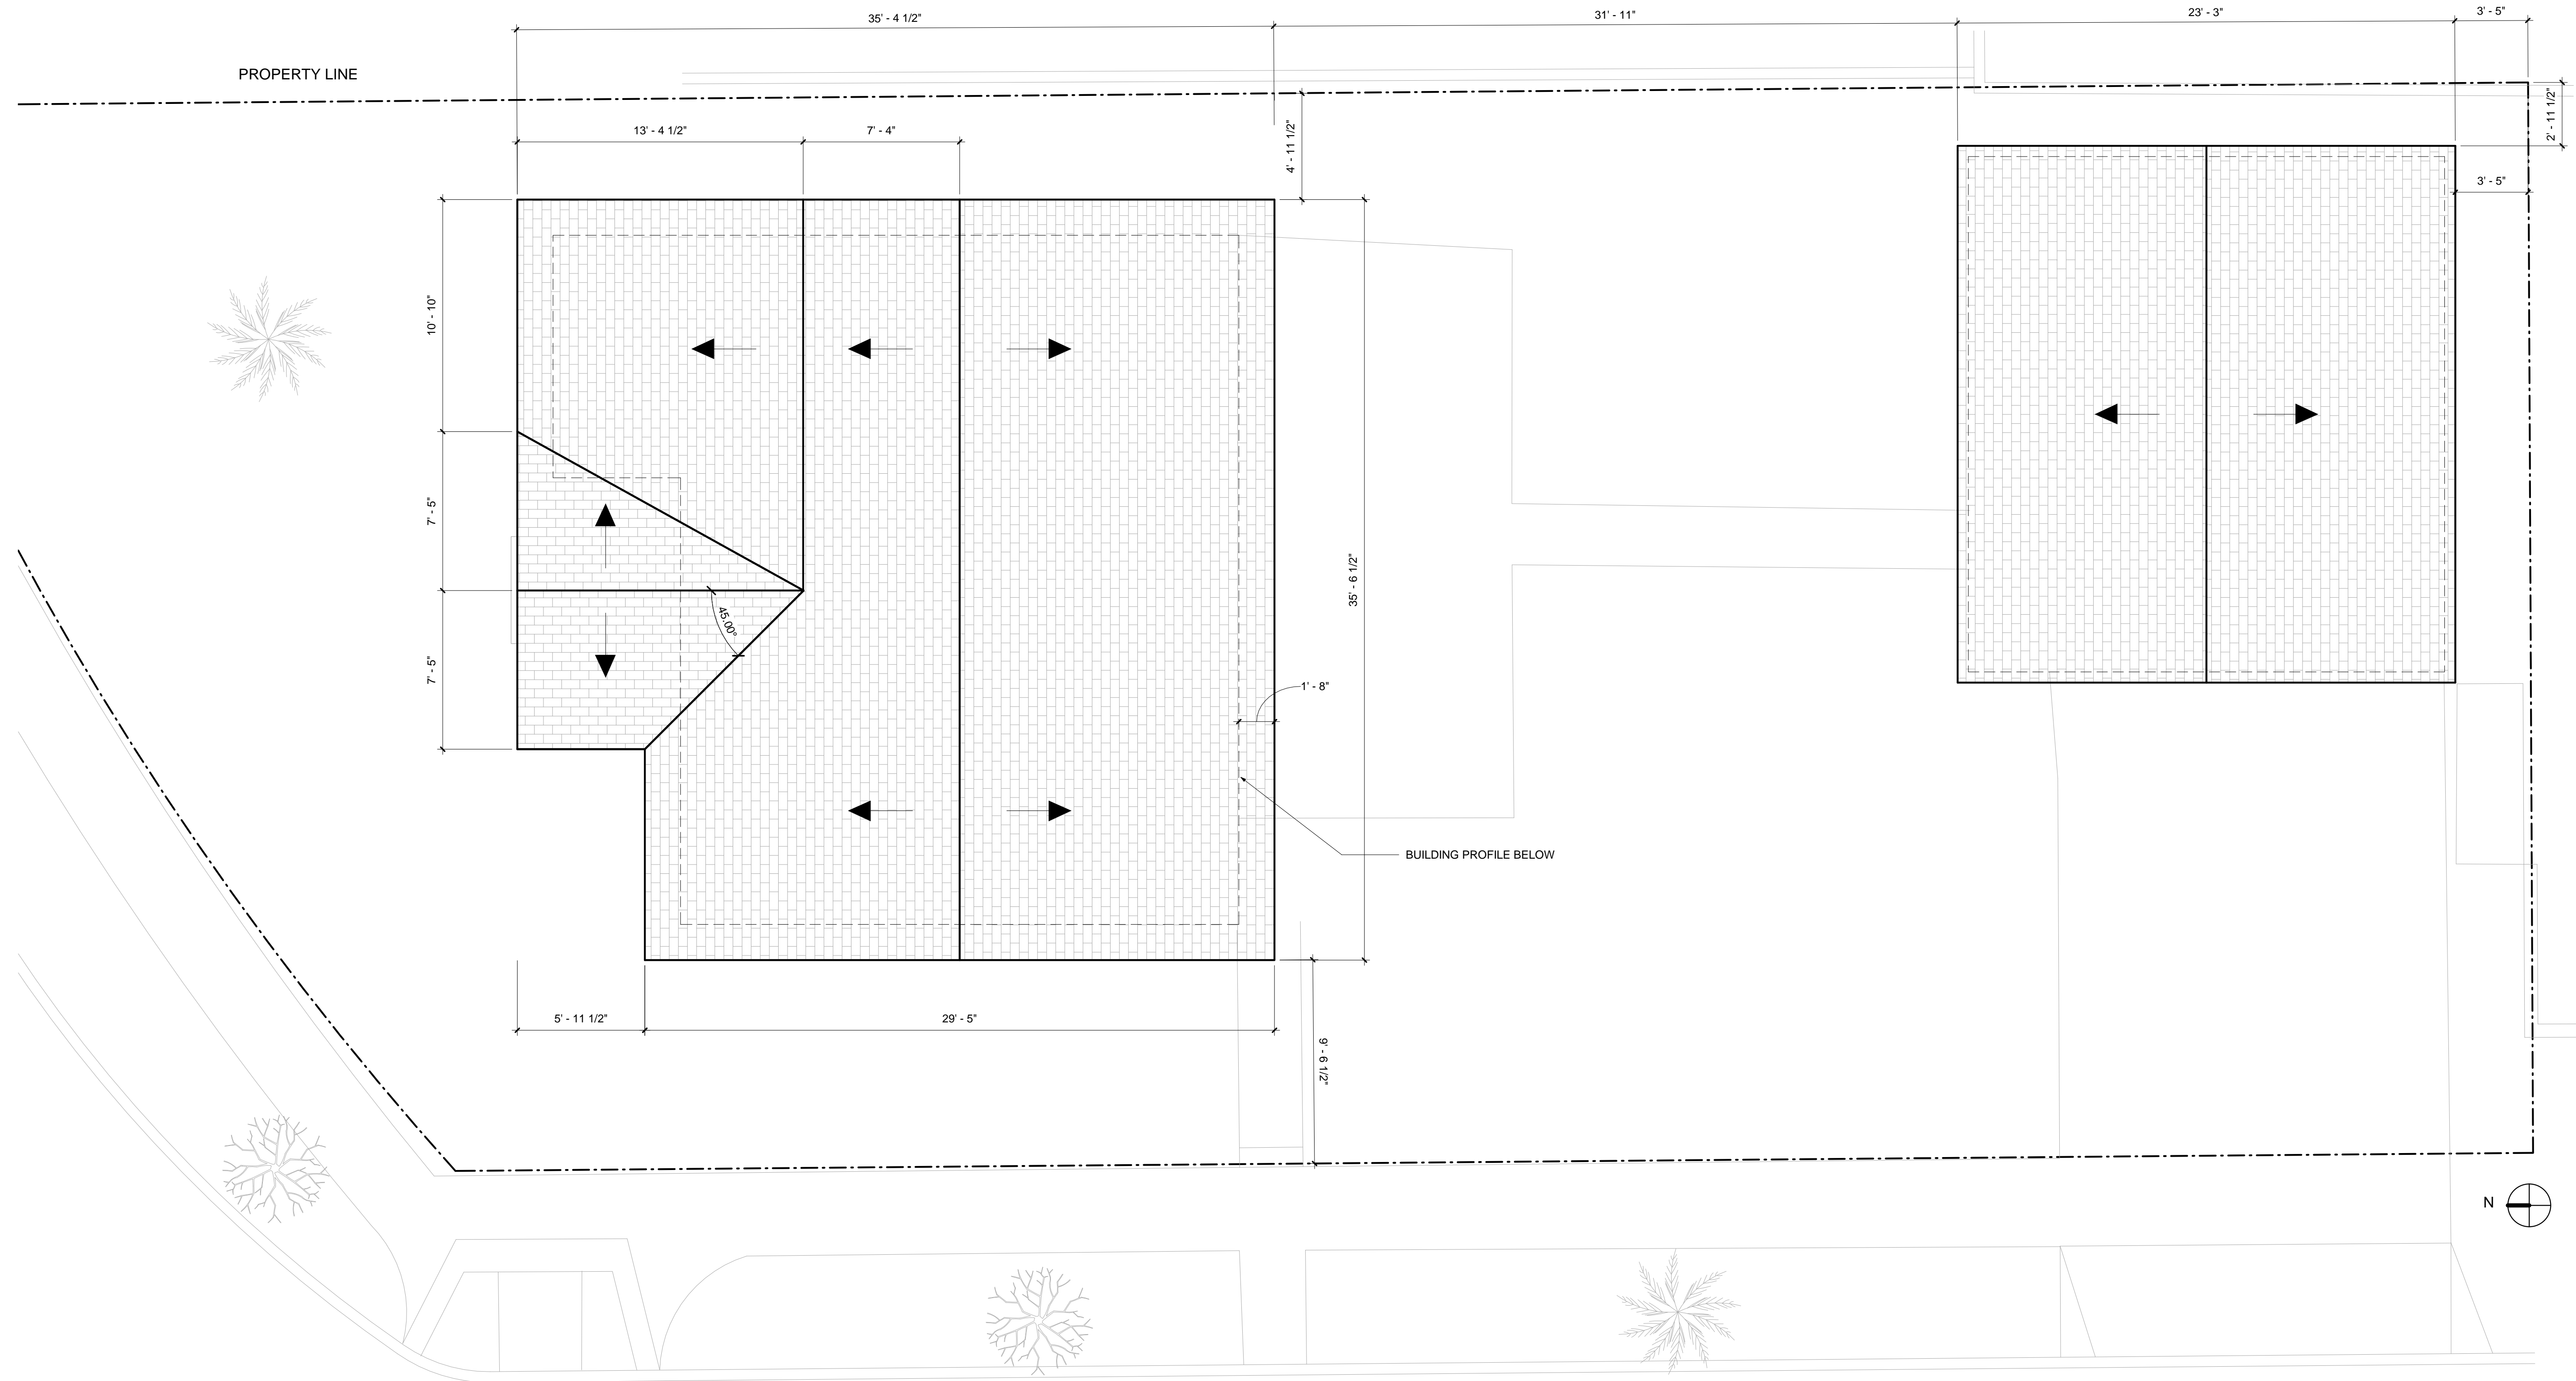 35' - 4 1/2"
31' - 11"
23' - 3"
3' - 5"
PROPERTY LINE
2' - 11 1/2"
13' - 4 1/2"
7' - 4"
4' - 11 1/2"
3' - 5"
10' - 10"
7' - 5"
35' - 6 1/2"
45.00°
7' - 5"
1' - 8"
BUILDING PROFILE BELOW
5' - 11 1/2"
29' - 5"
9' - 6 1/2"
N